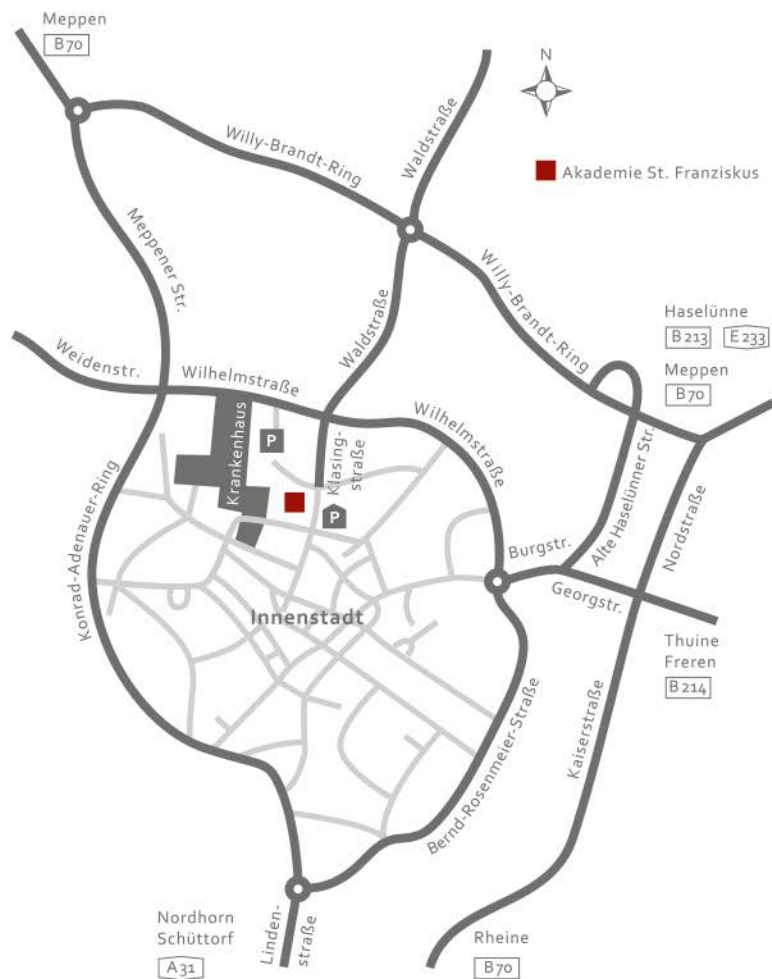 Meppen
B70
N
Waldstraße
Willy-Brandt-Ring
Akademie St. Franziskus
Meppener Str.
Waldstraße
Willy-Brandt-Ring
Haselünne
B213 E233
Meppen
B70
Weidenstr.
Wilhelmstraße
Wilhelmstraße
P
Krankenhaus
Klasing-
straße
P
Alte Haselünner Str.
Nordstraße
Konrad-Adenauer-Ring
Burgstr.
Georgstr.
Innenstadt
Thuine
Freren
B214
Bernd-Rosenmeier-Straße
Kaiserstraße
Nordhorn
Schüttorf
A31
Linden-
straße
Rheine
B70